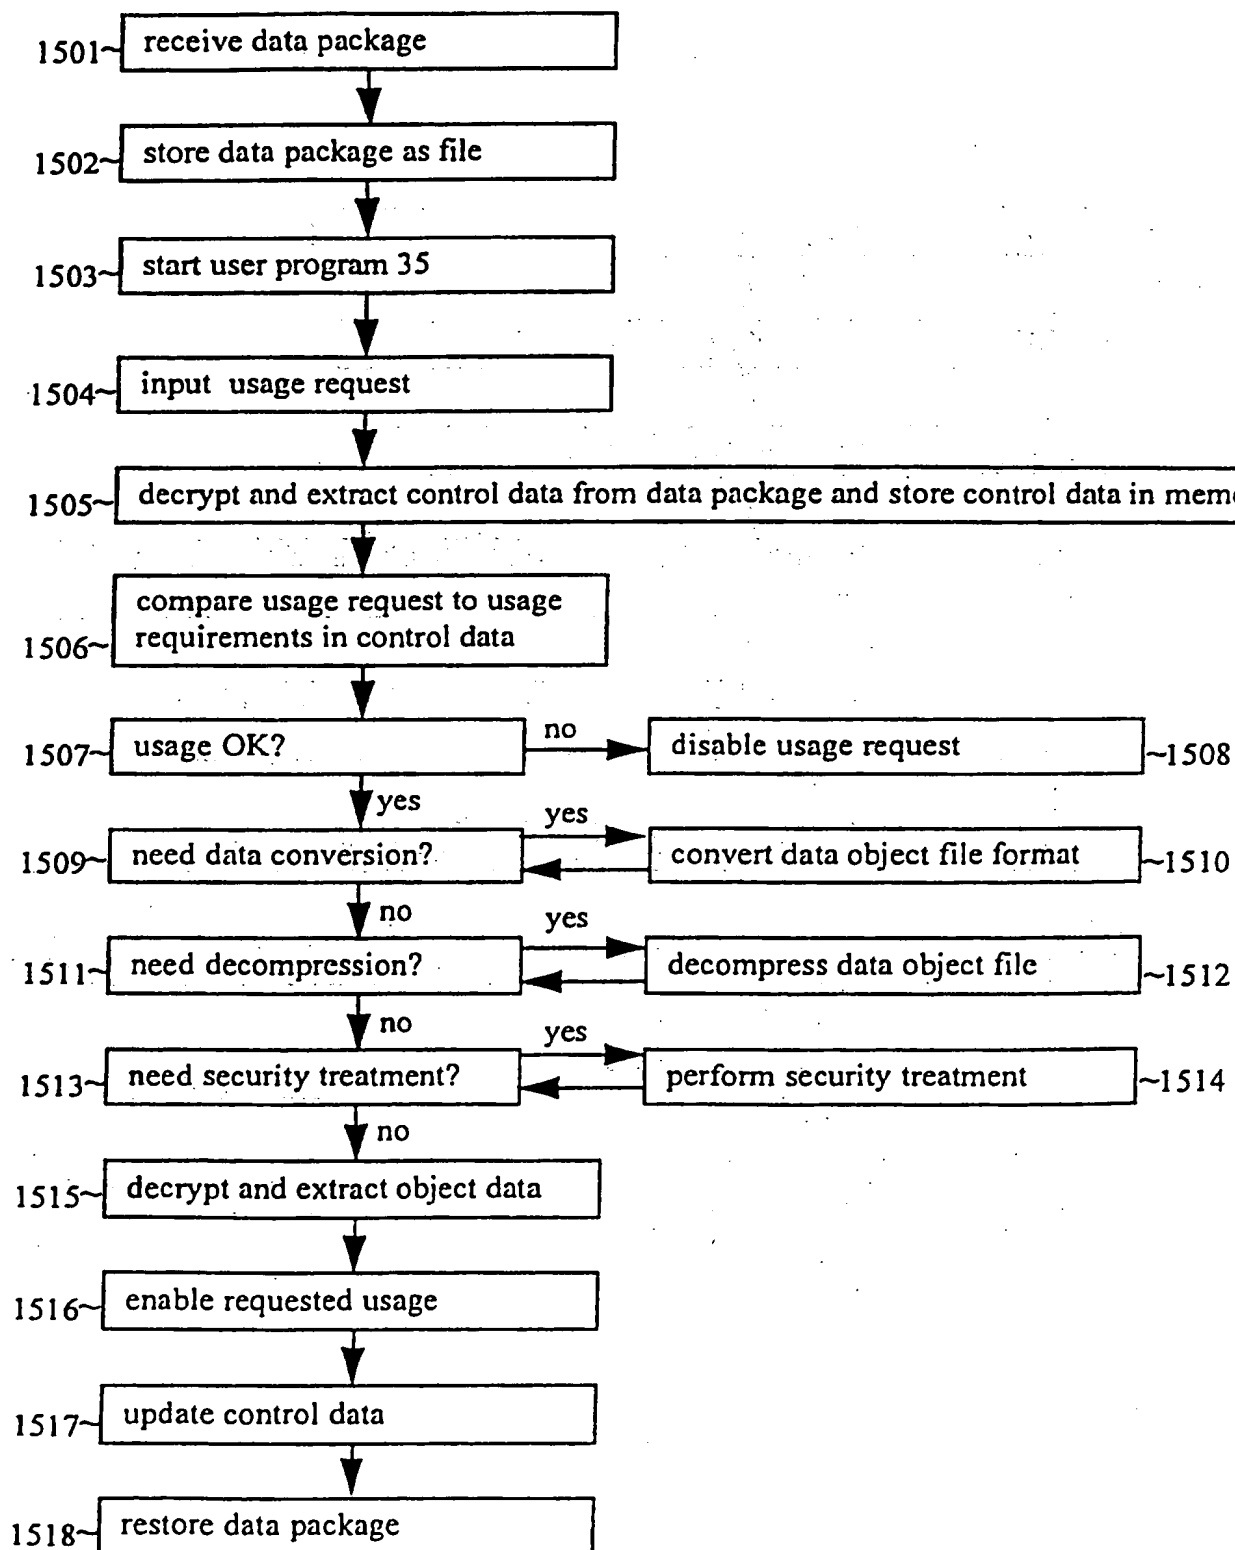 1501~ receive data package
1502~ store data package as file
1503~ start user program 35
1504~ input usage request
1505~ decrypt and extract control data from data package and store control data in
1506~ compare usage request to usage
requirements in control data
1507~ usage OK? no disable usage request ~1508
yes
1509~ need data conversion? yes convert data object file format ~1510
no
1511~ need decompression? yes decompress data object file ~1512
no
1513~ need security treatment? yes perform security treatment ~1514
no
1515~ decrypt and extract object data
1516~ enable requested usage
1517~ update control data
1518~ restore data package